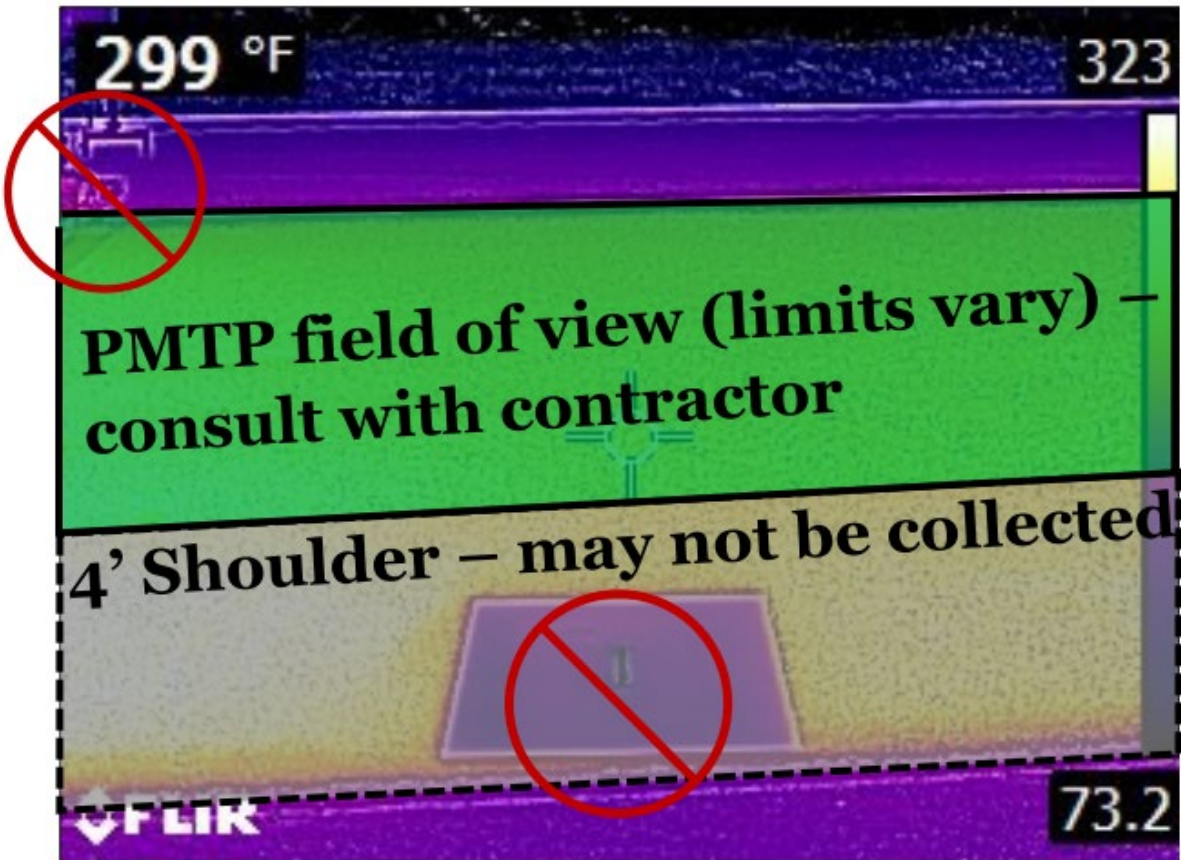 299 °F
323
PMTP field of view (limits vary) –
consult with contractor
4’ Shoulder – may not be collected
FLIR
73.2